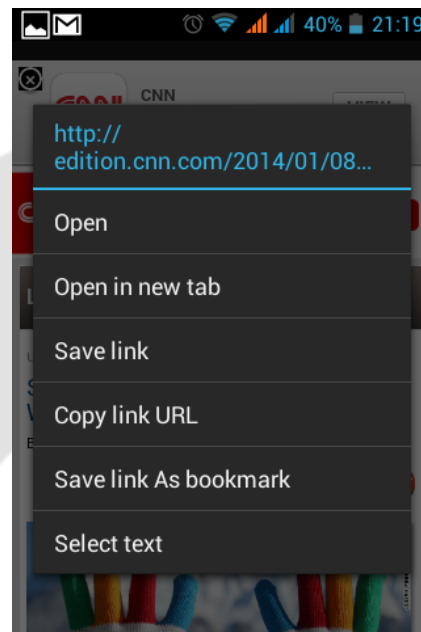 40% 21:19
CNN
http://
edition.cnn.com/2014/01/08...
Open
Open in new tab
Save link
Copy link URL
Save link As bookmark
Select text